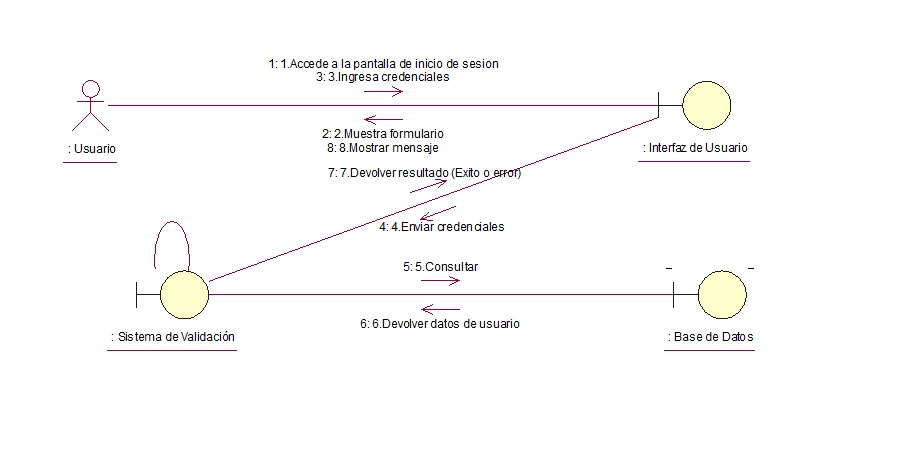 1: 1.Accede a la pantalla de inicio de sesion
3: 3.Ingresa credenciales
2: 2.Muestra formulario
8: 8.Mostrar mensaje
: Usuario
: Interfaz de Usuario
7: 7.Devolver resultado (Exito o error)
4: 4.Enviar credenciales
5: 5.Consultar
6: 6.Devolver datos de usuario
: Sistema de Validación
: Base de Datos